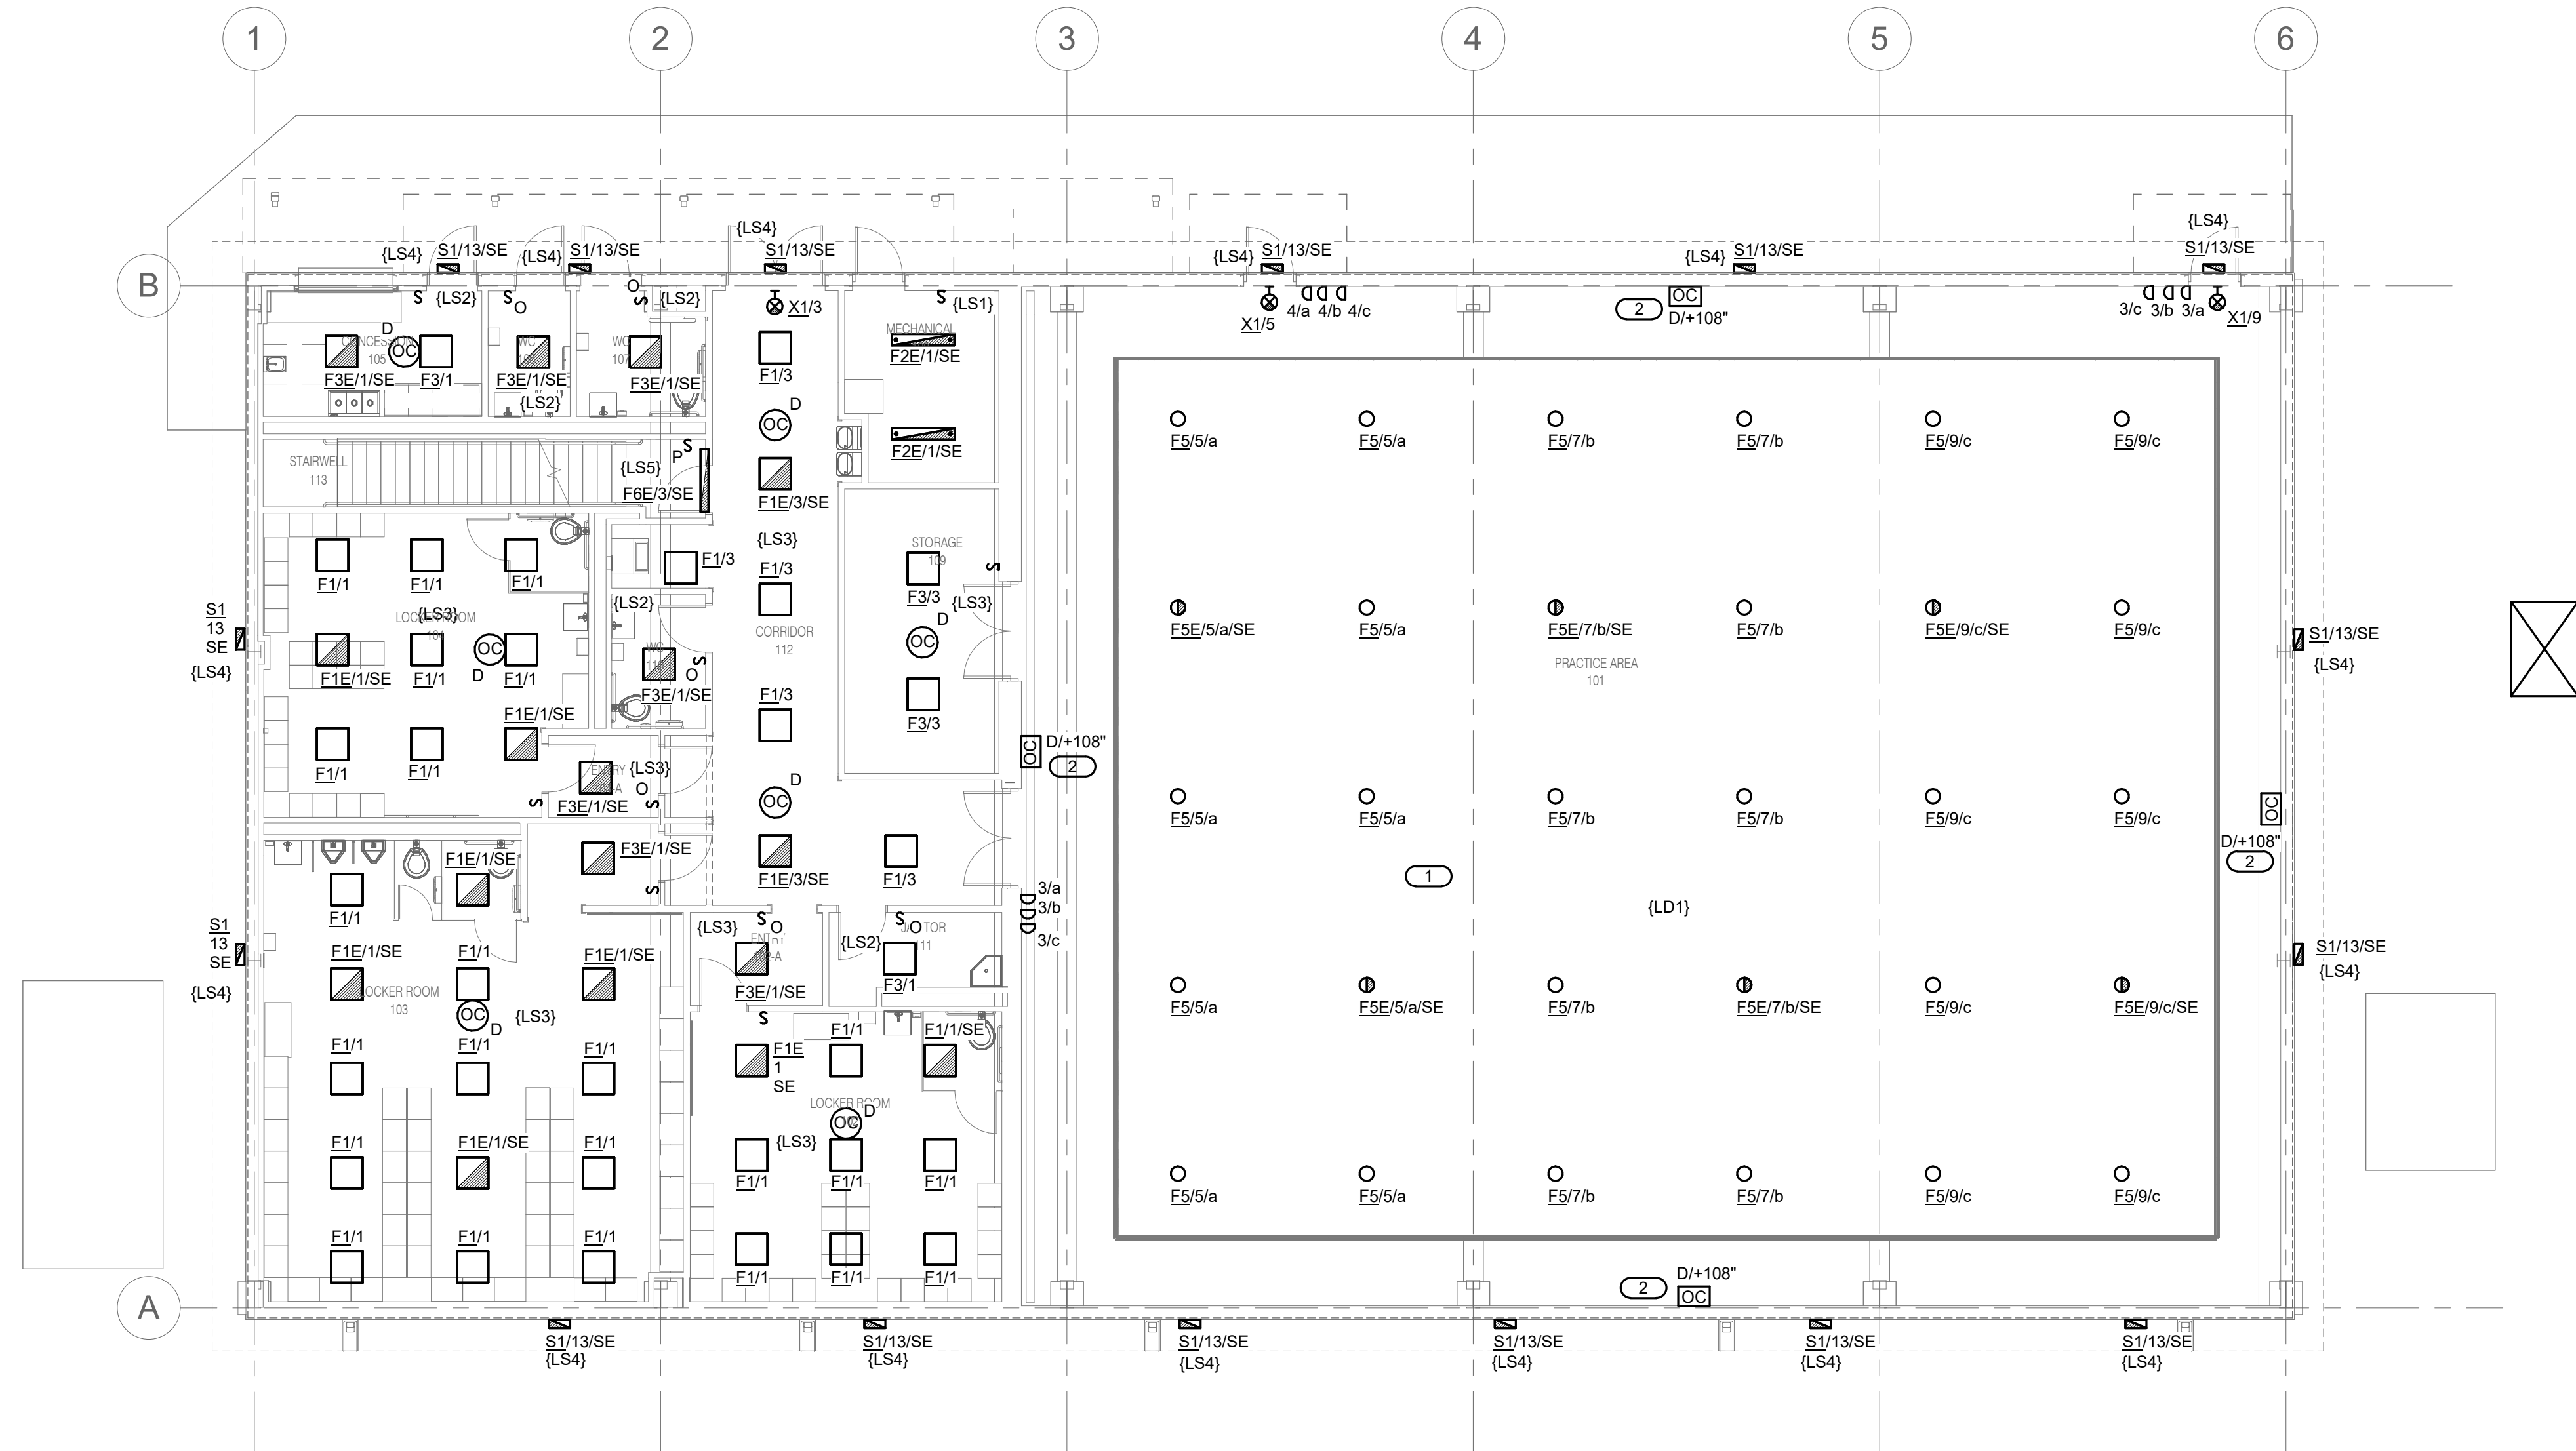 1 2 3 4 5 6
{LS4} {LS4} {LS4}
{LS4} S1/13/SE {LS4} S1/13/SE S1/13/SE {LS4} S1/13/SE {LS4} S1/13/SE S1/13/SE
B
{LS2} O O {LS2} X1/3 {LS1} X1/5 4/a 4/b 4/c 2 OC D/+108" 3/c 3/b 3/a X1/9
D MECHANICAL
105 OC 107
F3E/1/SE F3/1 F3E/1/SE F3E/1/SE F1/3 F2E/1/SE
{LS2}
D
OC
F5/5/a F5/5/a F5/7/b F5/7/b F5/9/c F5/9/c
STAIRWELL
113
P {LS5} F2E/1/SE
F6E/3/SE F1E/3/SE
{LS3} STORAGE
109
F1/1 F1/1 F1/1 F1/3 F1/3 F3/3
{LS3} {LS2} {LS3}
LOCKER ROOM
104
S1
13
SE
{LS4}
CORRIDOR
112
D
OC
F5E/5/a/SE F5/5/a F5E/7/b/SE F5/7/b F5E/9/c/SE F5/9/c
S1/13/SE
{LS4}
PRACTICE AREA
101
OC
D
F1E/1/SE F1/1 F1/1 O F3E/1/SE F1/3 F3/3
F1E/1/SE
F1/1 F1/1
ENTRY {LS3}
O
F3E/1/SE
D
OC
OC D/+108"
2
F5/5/a F5/5/a F5/7/b F5/7/b F5/9/c F5/9/c
OC
D/+108"
2
F1E/1/SE F3E/1/SE F1E/3/SE F1/3
1
3/a
3/b
3/c
{LD1}
F1/1
S1
13
SE
{LS4}
{LS3} O {LS2} O
111
F1E/1/SE F1/1 F1E/1/SE
F3E/1/SE F3/1
LOCKER ROOM
103
OC
D {LS3}
S1/13/SE
{LS4}
F5/5/a F5E/5/a/SE F5/7/b F5E/7/b/SE F5/9/c F5E/9/c/SE
F1/1 F1/1 F1/1
F1E
1
SE
F1/1 F1/1/SE
LOCKER ROOM
D
OC
{LS3}
F1/1 F1E/1/SE F1/1
F1/1 F1/1 F1/1
F5/5/a F5/5/a F5/7/b F5/7/b F5/9/c F5/9/c
F1/1 F1/1 F1/1
F1/1 F1/1 F1/1
2 D/+108"
OC
A
S1/13/SE S1/13/SE S1/13/SE S1/13/SE S1/13/SE S1/13/SE
{LS4} {LS4} {LS4} {LS4} {LS4} {LS4}